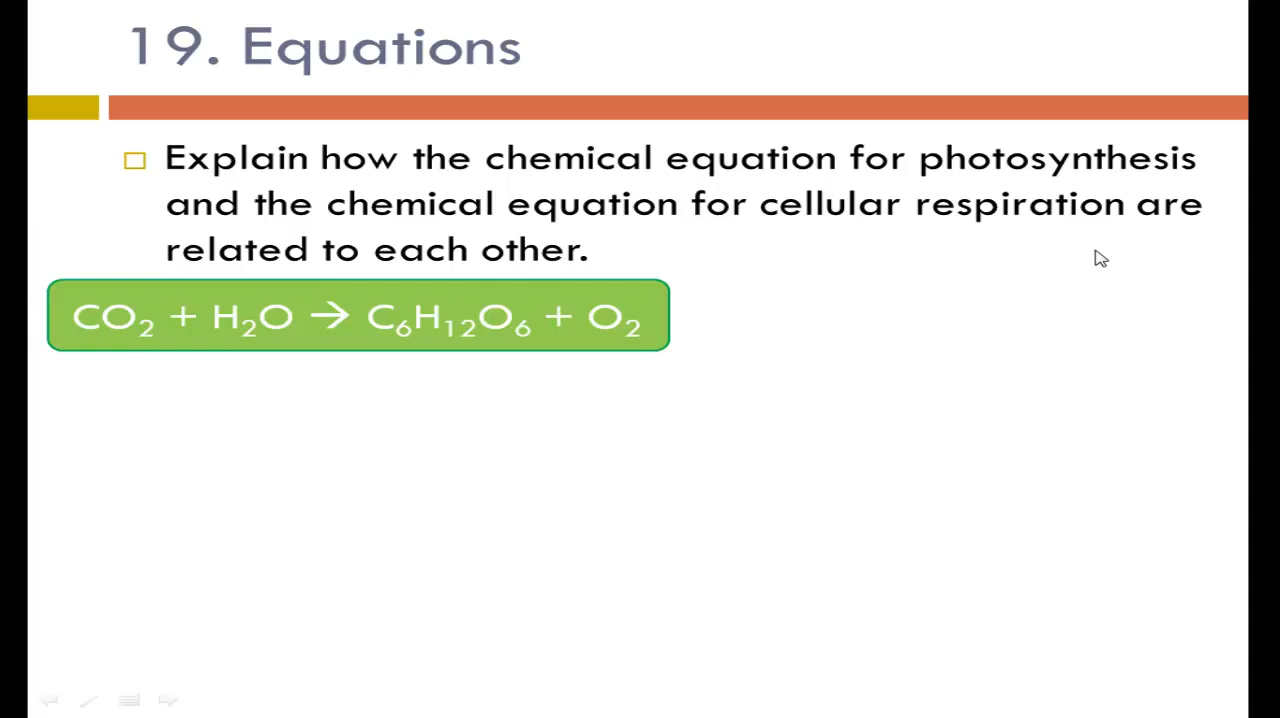 19. Equations
Explain how the chemical equation for photosynthesis
and the chemical equation for cellular respiration are
related to each other.
CO₂ + H₂O → C₆H₁₂O₆ + O₂